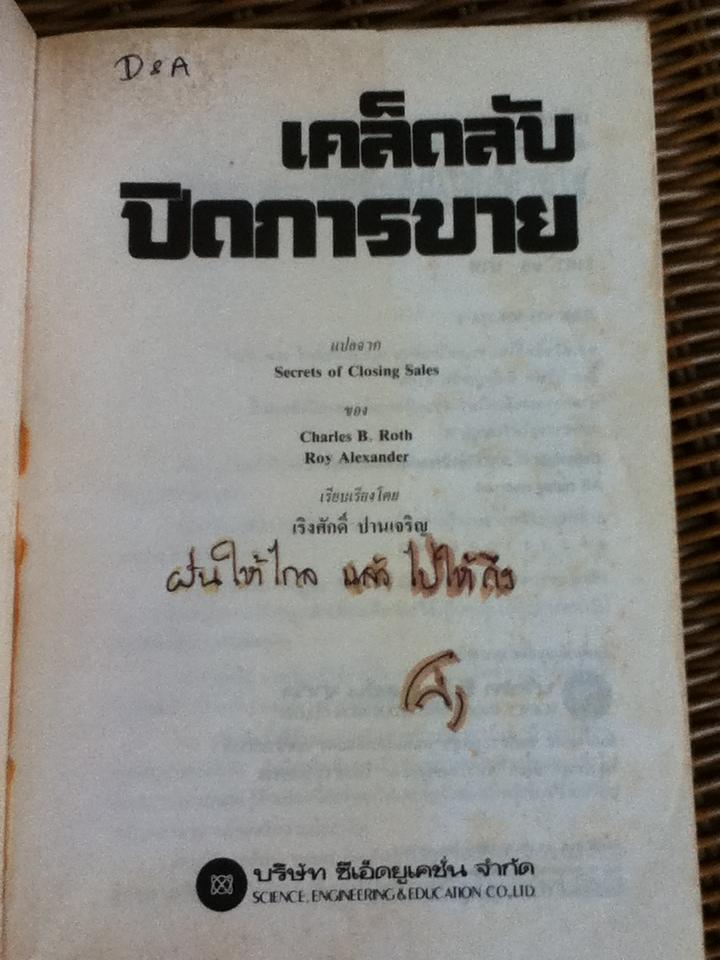 D & A
เคล็ดลับ
ปิดการขาย
แปลจาก
Secrets of Closing Sales
ของ
Charles B. Roth
Roy Alexander
เรียบเรียงโดย
เริงศักดิ์ ปานเจริญ
ฝันให้ไกล แล้ว ไปให้ถึง
บริษัท ซีเอ็ดยูเคชั่น จำกัด
SCIENCE, ENGINEERING & EDUCATION CO.,LTD.